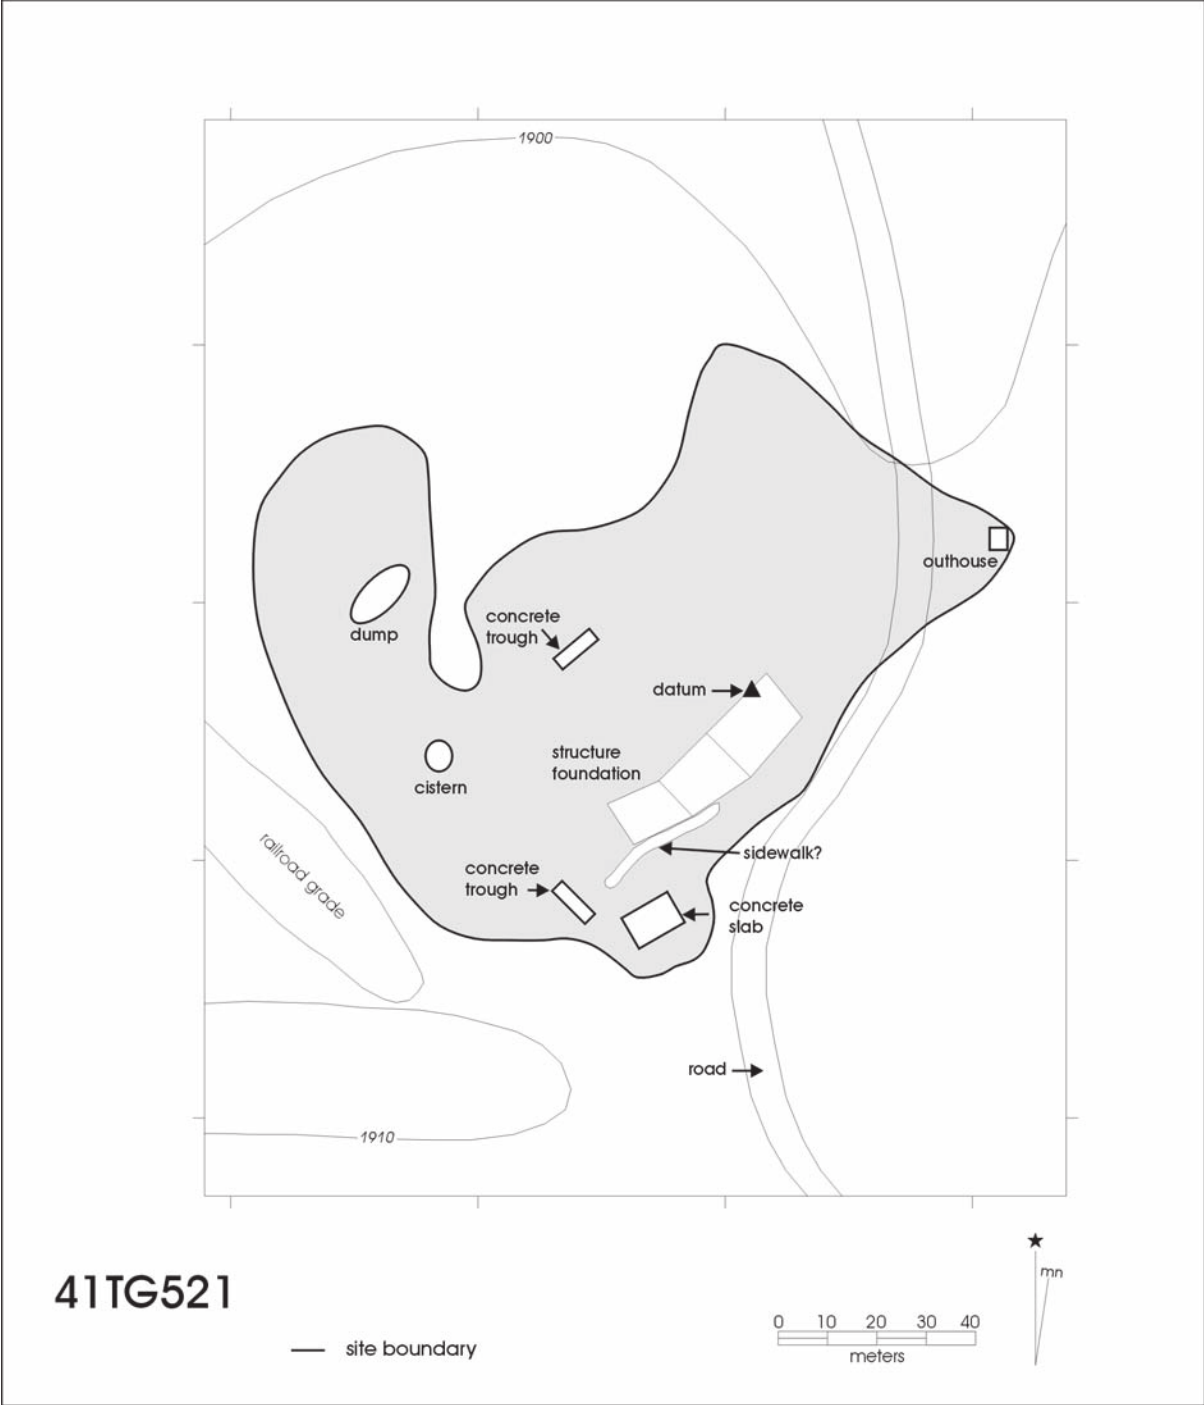 1900
outhouse
concrete
trough
dump
datum
structure
foundation
cistern
railroad grade
sidewalk?
concrete
trough
concrete
slab
road
1910
mn
41TG521
0 10 20 30 40
meters
site boundary